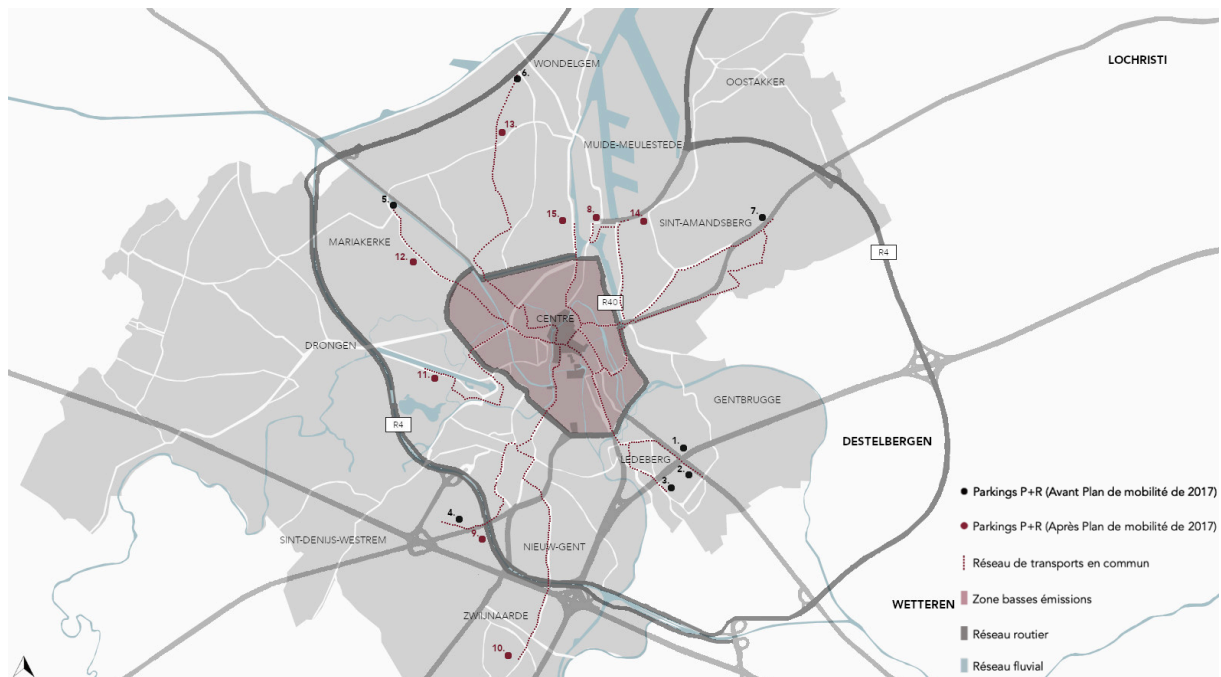 LOCHRISTI
WONDELGEM
6.
OOSTAKKER
13.
MUIDE-MEULESTEDE
5.
15.
8.
14.
SINT-AMANDSBERG
7.
MARIAKERKE
12.
R4
R40
CENTRE
DRONGEN
11.
GENTBRUGGE
R4
DESTELBERGEN
1.
LEDEBERG
2.
3.
4.
SINT-DENIJS-WESTREM
9.
NIEUW-GENT
ZWIJNAARDE
10.
WETTEREN
Parkings P+R (Avant Plan de mobilité de 2017)
Parkings P+R (Après Plan de mobilité de 2017)
Réseau de transports en commun
Zone basses émissions
Réseau routier
Réseau fluvial